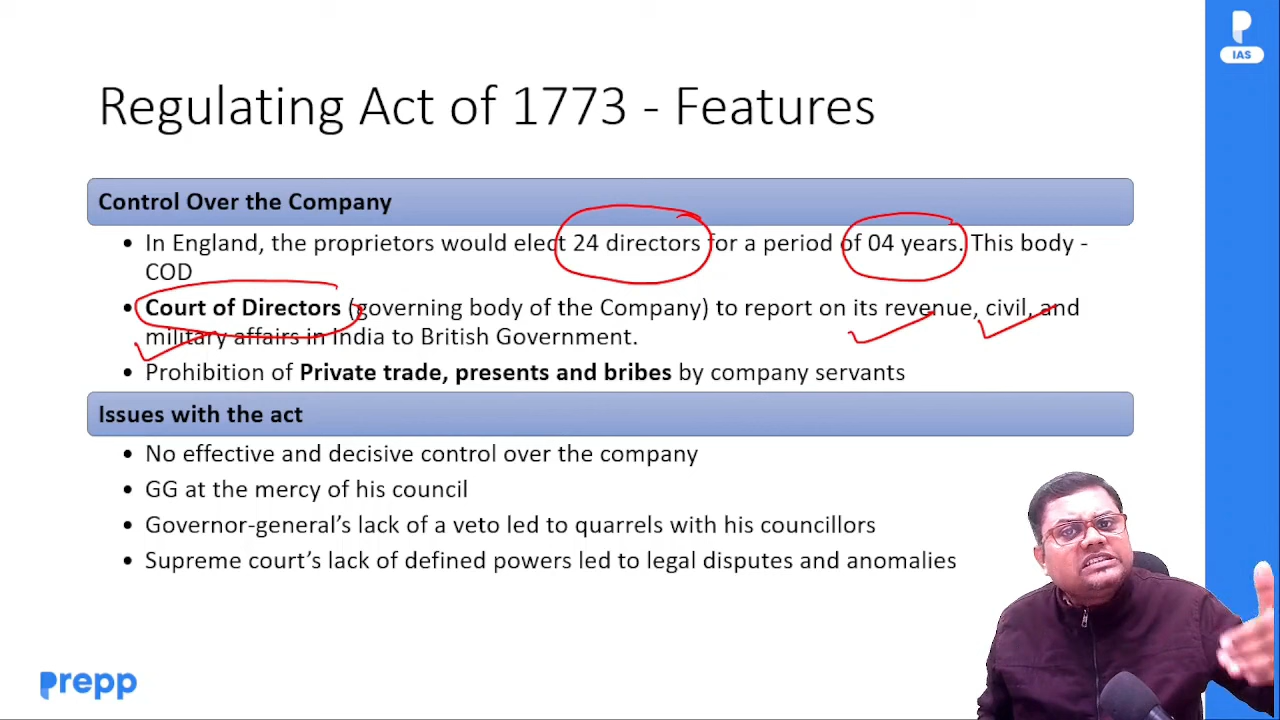 IAS
Regulating Act of 1773 - Features
Control Over the Company
• In England, the proprietors would elect 24 directors for a period of 04 years. This body -
COD
• Court of Directors (governing body of the Company) to report on its revenue, civil, and
military affairs in India to British Government.
• Prohibition of Private trade, presents and bribes by company servants
Issues with the act
• No effective and decisive control over the company
• GG at the mercy of his council
• Governor-general's lack of a veto led to quarrels with his councillors
• Supreme court's lack of defined powers led to legal disputes and anomalies
prepp